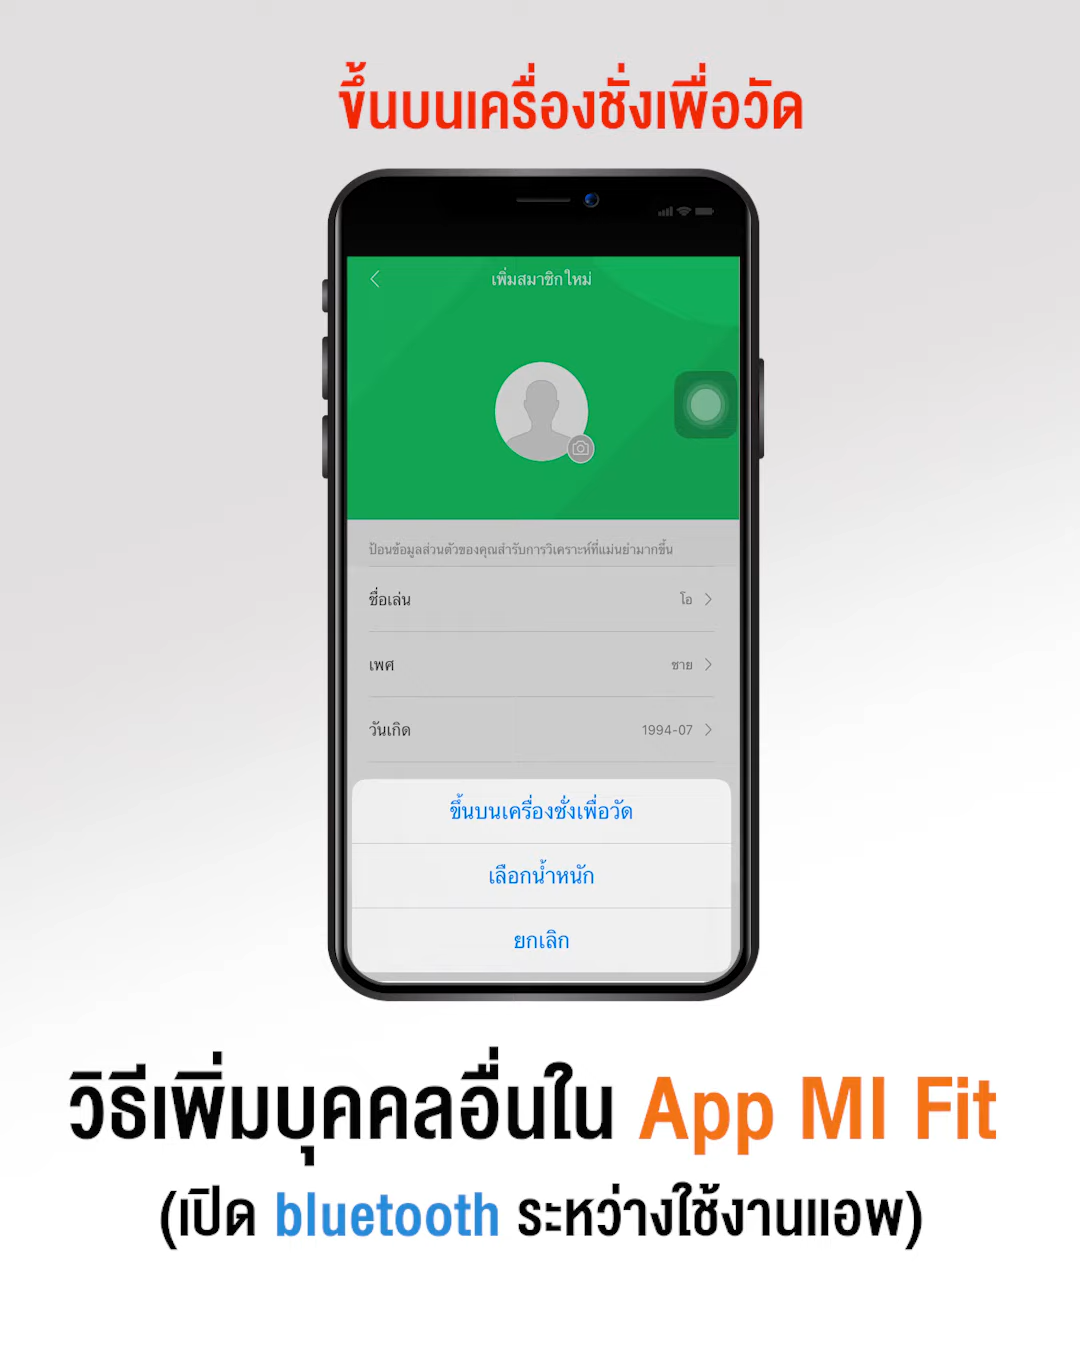 ขึ้นบนเครื่องชั่งเพื่อวัด
เพิ่มสมาชิกใหม่
ป้อนข้อมูลส่วนตัวของคุณสำรับการวิเคราะห์ที่แม่นยำมากขึ้น
ชื่อเล่น โอ
เพศ ชาย
วันเกิด 1994-07
ขึ้นบนเครื่องชั่งเพื่อวัด
เลือกน้ำหนัก
ยกเลิก
วิธีเพิ่มบุคคลอื่นใน App MI Fit
(เปิด bluetooth ระหว่างใช้งานแอพ)